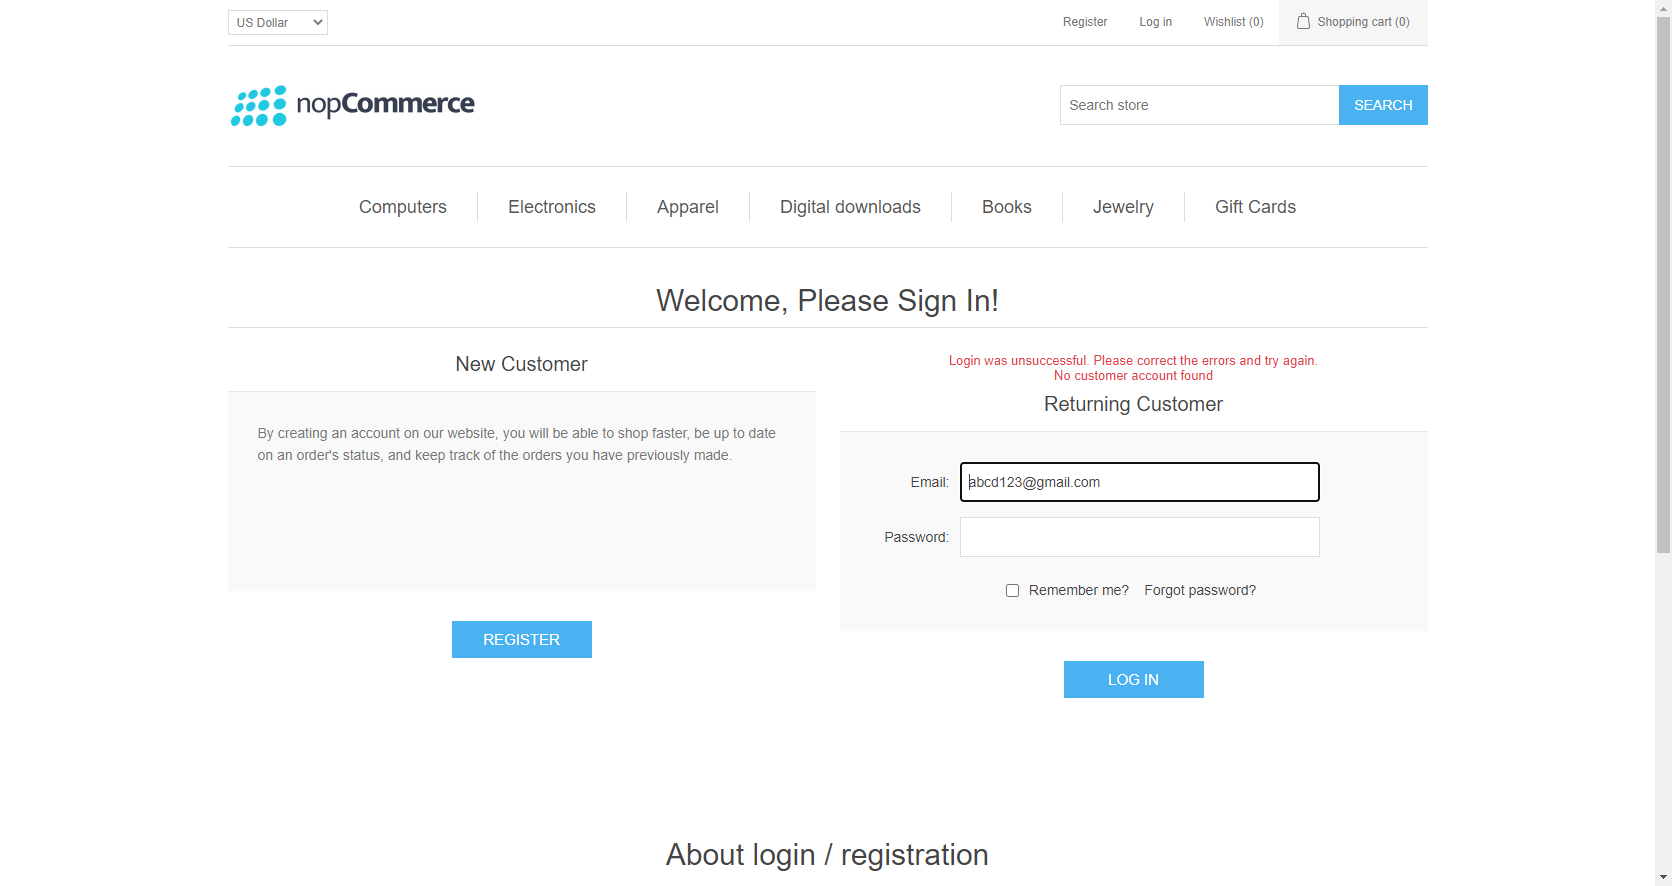 US Dollar
Register
Log in
Wishlist (0)
Shopping cart (0)
nopCommerce
Search store
SEARCH
Computers
Electronics
Apparel
Digital downloads
Books
Jewelry
Gift Cards
Welcome, Please Sign In!
New Customer
By creating an account on our website, you will be able to shop faster, be up to date
on an order's status, and keep track of the orders you have previously made.
REGISTER
Login was unsuccessful. Please correct the errors and try again.
No customer account found
Returning Customer
Email:
abcd123@gmail.com
Password:
Remember me?
Forgot password?
LOG IN
About login / registration